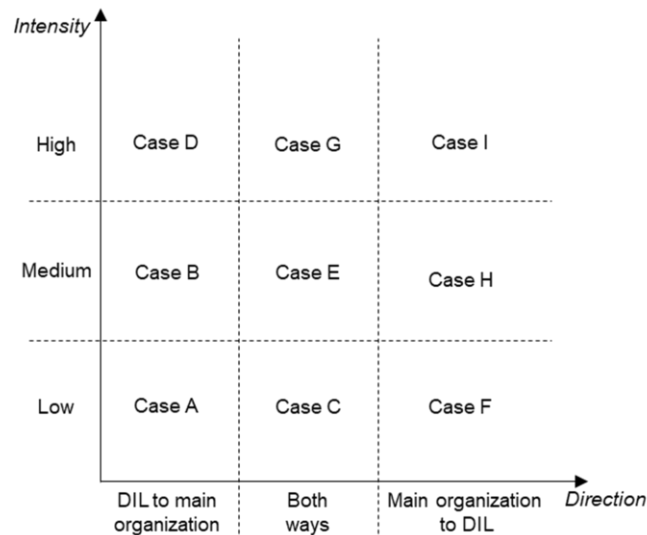 Intensity
High
Case D
Case G
Case I
Medium
Case B
Case E
Case H
Low
Case A
Case C
Case F
DIL to main
organization
Both
ways
Main organization
to DIL
Direction